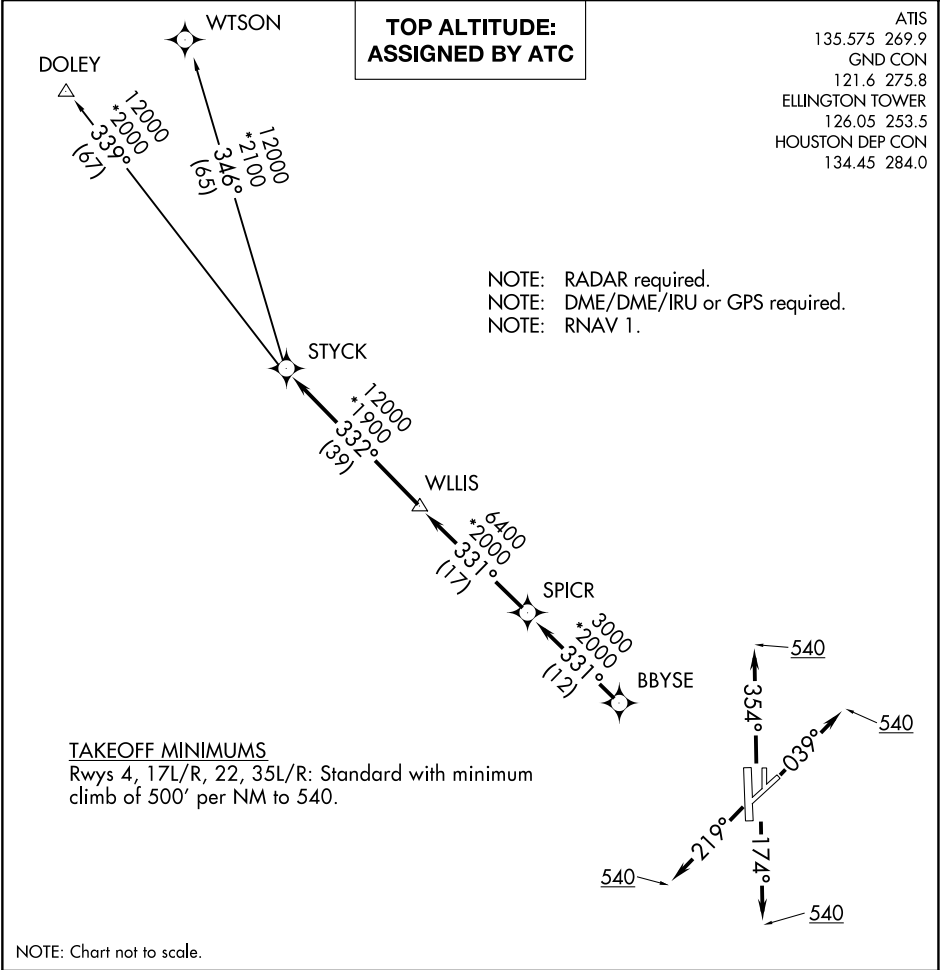 TOP ALTITUDE:
ASSIGNED BY ATC
ATIS
135.575 269.9
GND CON
121.6 275.8
ELLINGTON TOWER
126.05 253.5
HOUSTON DEP CON
134.45 284.0
WTSON
DOLEY
12000
*2000
339°
(67)
12000
*2100
346°
(65)
NOTE: RADAR required.
NOTE: DME/DME/IRU or GPS required.
NOTE: RNAV 1.
STYCK
12000
*1900
332°
(39)
WLLIS
6400
*2000
331°
(17)
SPICR
3000
*2000
331°
(12)
BBYSE
540
354°
540
039°
219°
174°
540
540
TAKEOFF MINIMUMS
Rwys 4, 17L/R, 22, 35L/R: Standard with minimum
climb of 500' per NM to 540.
NOTE: Chart not to scale.